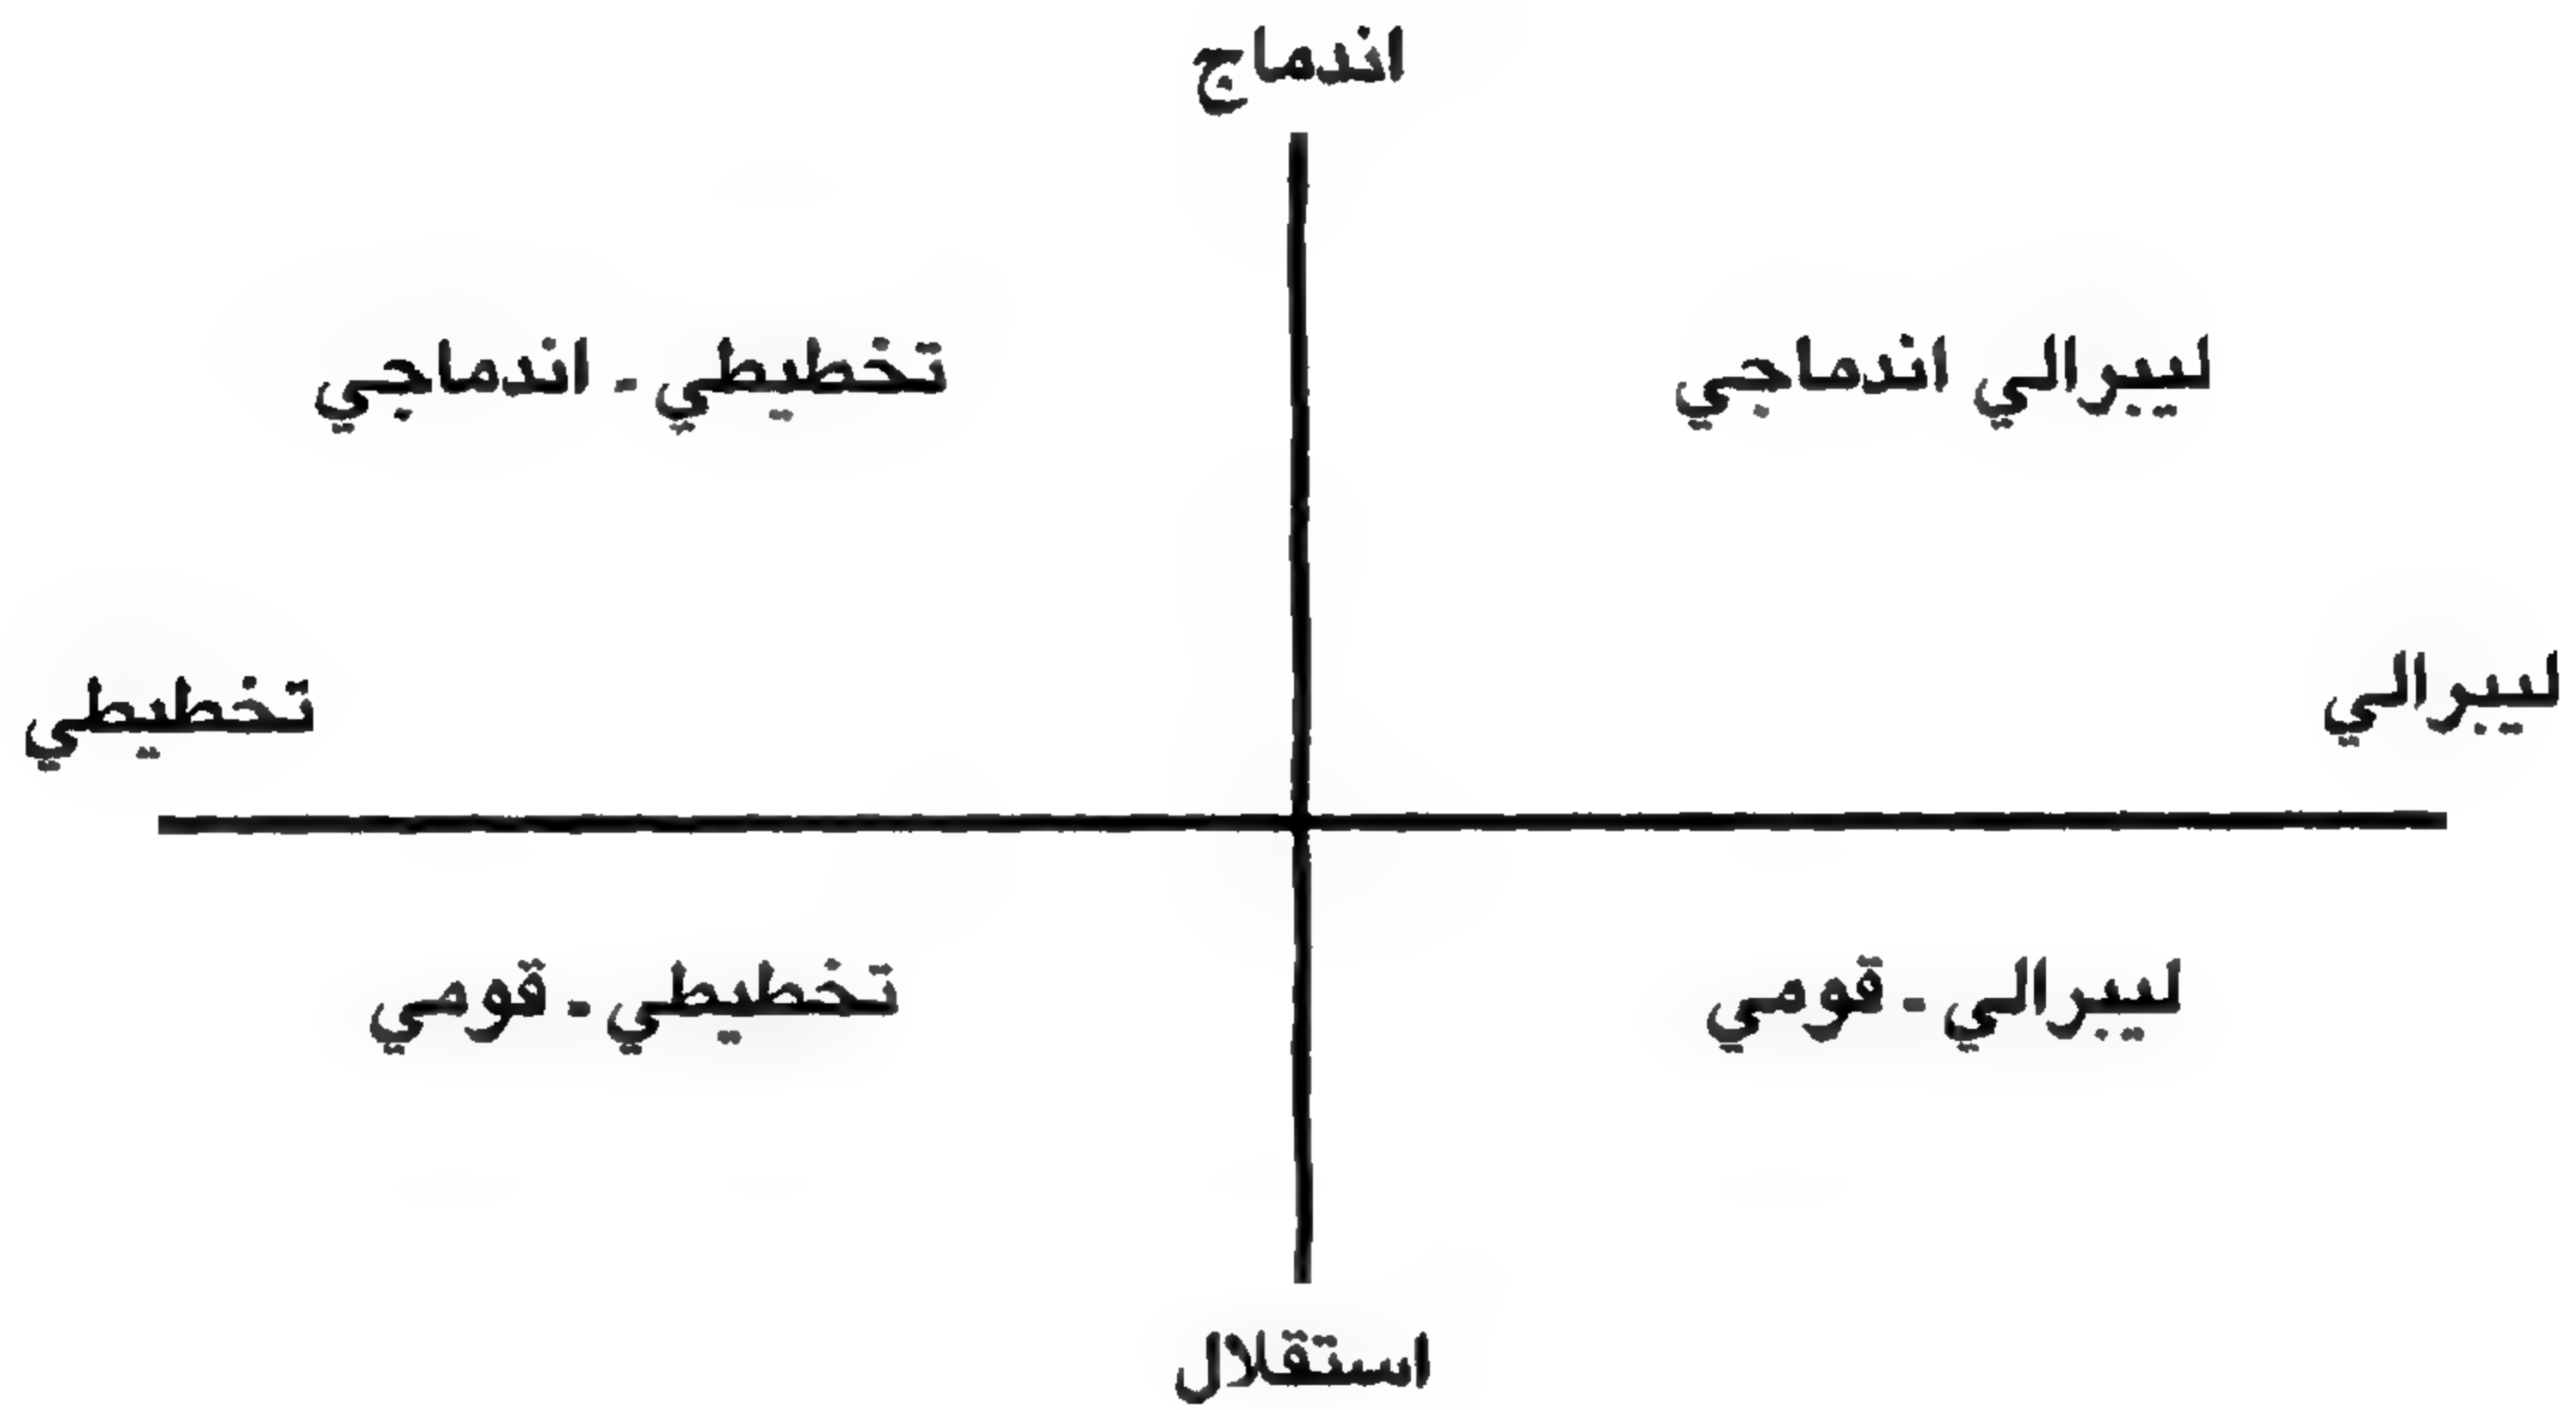 اندماج
ليبرالي اندماجي
تخطيطي - اندماجي
ليبرالي
تخطيطي
ليبرالي - قومي
تخطيطي - قومي
استقلال